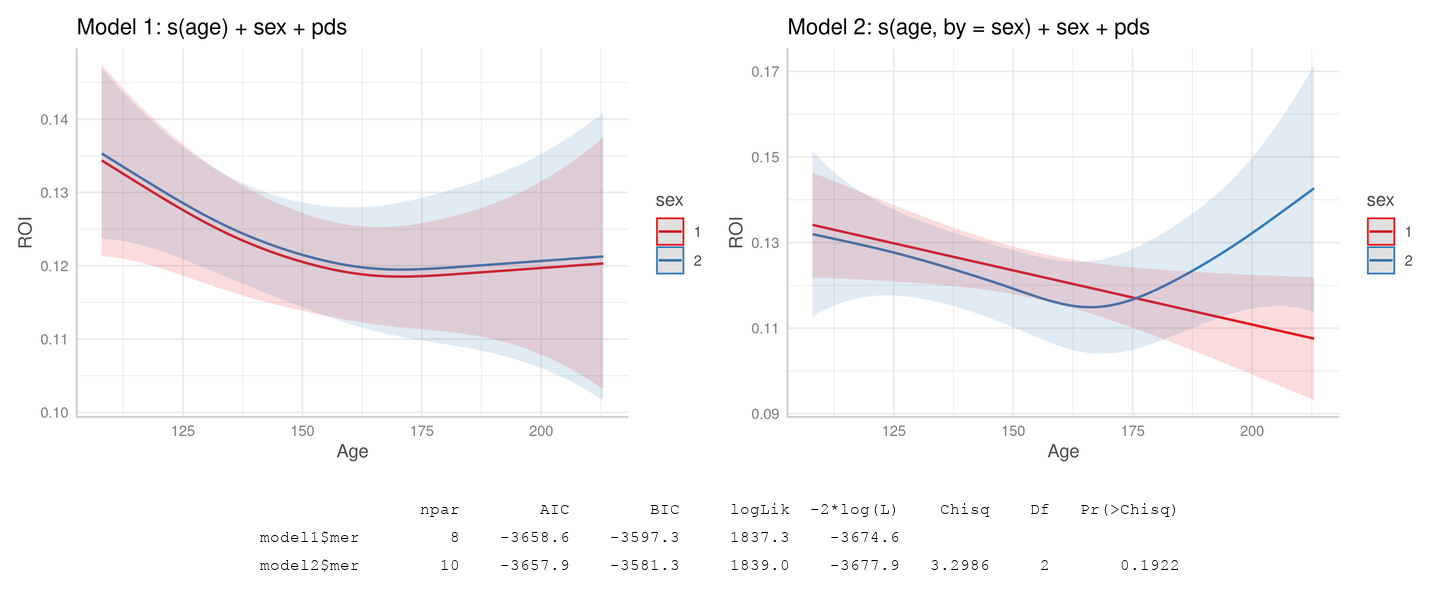 Model 1: s(age) + sex + pds
0.14
0.13
0.12
0.11
0.10
ROI
125 150 175 200
Age
sex
1
2
Model 2: s(age, by = sex) + sex + pds
0.17
0.15
0.13
0.11
0.09
ROI
125 150 175 200
Age
sex
1
2
npar AIC BIC logLik -2*log(L) Chisq Df Pr(>Chisq)
model1$mer 8 -3658.6 -3597.3 1837.3 -3674.6
model2$mer 10 -3657.9 -3581.3 1839.0 -3677.9 3.2986 2 0.1922